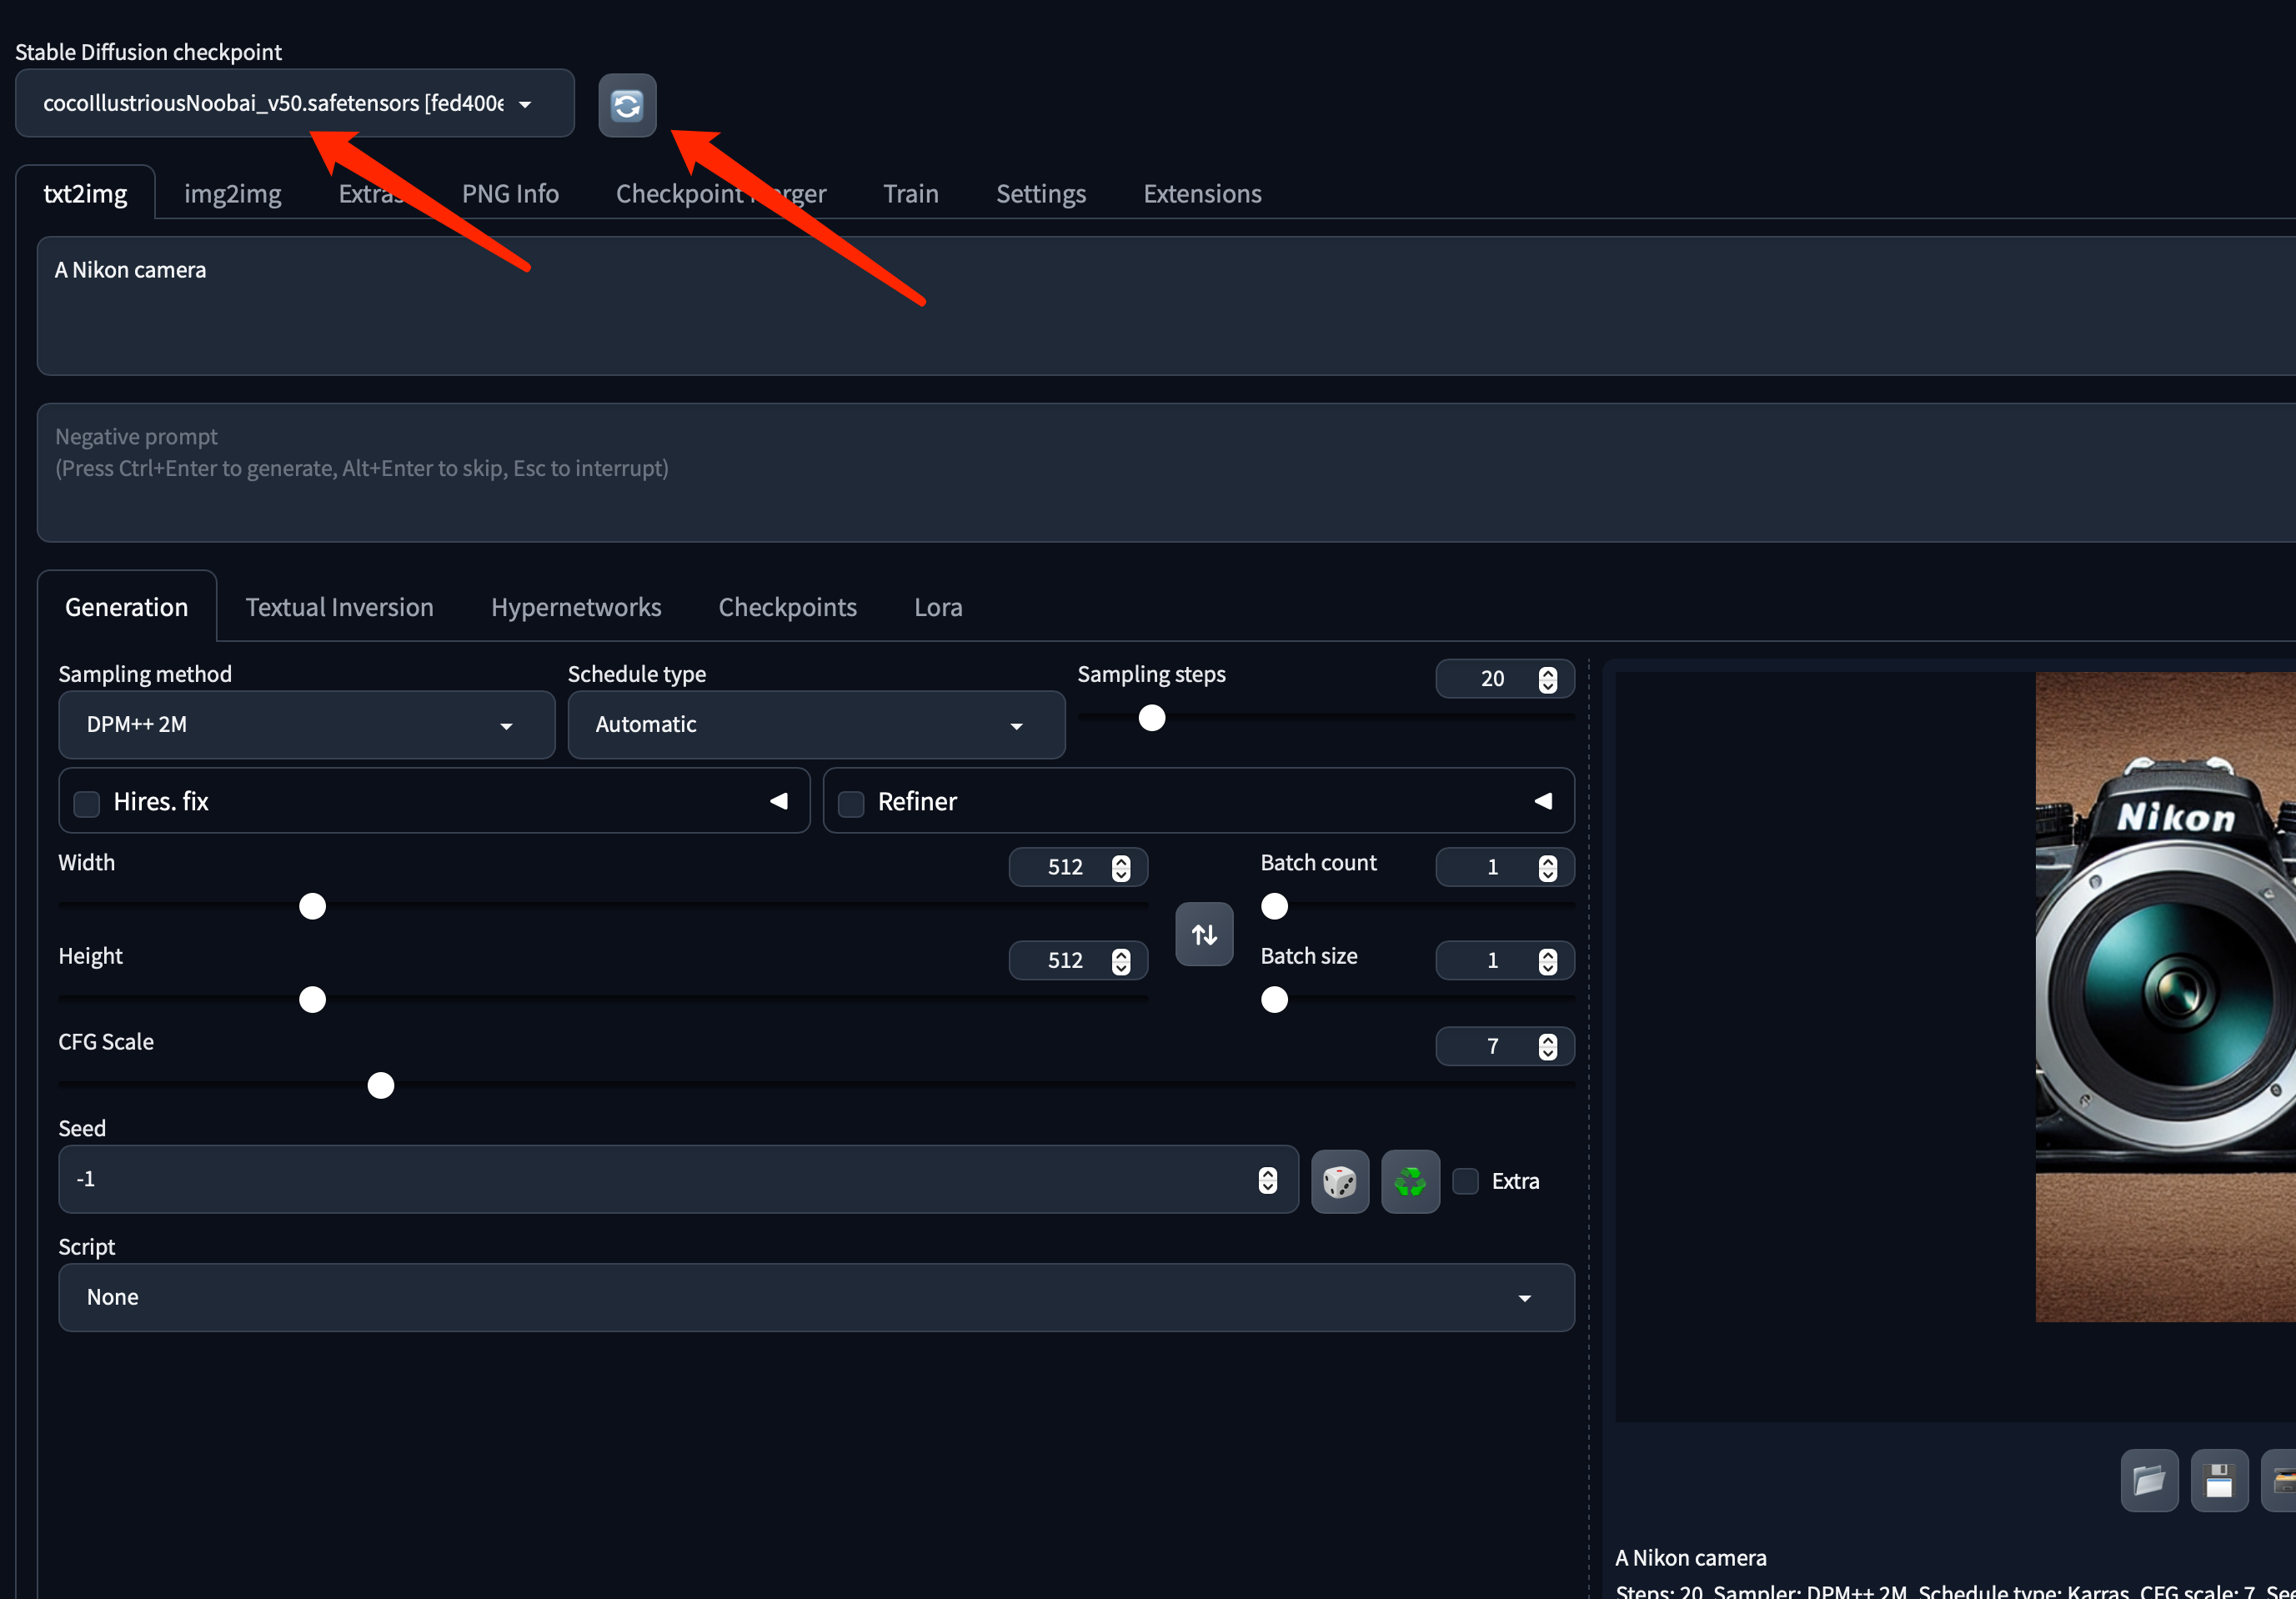 Stable Diffusion checkpoint
cocoIllustriousNoobai_v50.safetensors [fed400e
txt2img img2img Extras PNG Info Checkpoint Merger Train Settings Extensions
A Nikon camera
Negative prompt
(Press Ctrl+Enter to generate, Alt+Enter to skip, Esc to interrupt)
Generation Textual Inversion Hypernetworks Checkpoints Lora
Sampling method Schedule type Sampling steps 20
DPM++ 2M Automatic
Hires. fix Refiner
Nikon
Width 512 Batch count 1
Height 512 Batch size 1
CFG Scale 7
Seed
-1 Extra
Script
None
A Nikon camera
Steps: 20, Sampler: DPM++ 2M, Schedule type: Karras, CFG scale: 7, See